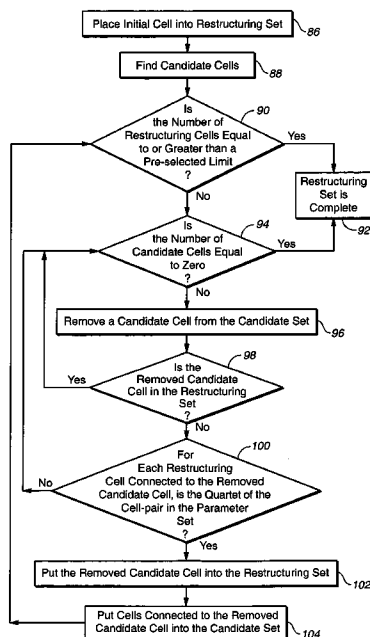 Place Initial Cell into Restructuring Set
86
Find Candidate Cells
88
Is
the Number of
Restructuring Cells Equal
to or Greater than a
Pre-selected Limit
?
90
Yes
No
Restructuring
Set is
Complete
92
Is
the Number of
Candidate Cells Equal
to Zero
?
94
Yes
No
Remove a Candidate Cell from the Candidate Set
96
Is the
Removed Candidate
Cell in the Restructuring
Set
?
98
Yes
No
For
Each Restructuring
Cell Connected to the Removed
Candidate Cell, is the Quartet of the
Cell-pair in the Parameter
Set
?
100
No
Yes
Put the Removed Candidate Cell into the Restructuring Set
102
Put Cells Connected to the Removed
Candidate Cell into the Candidate Set
104